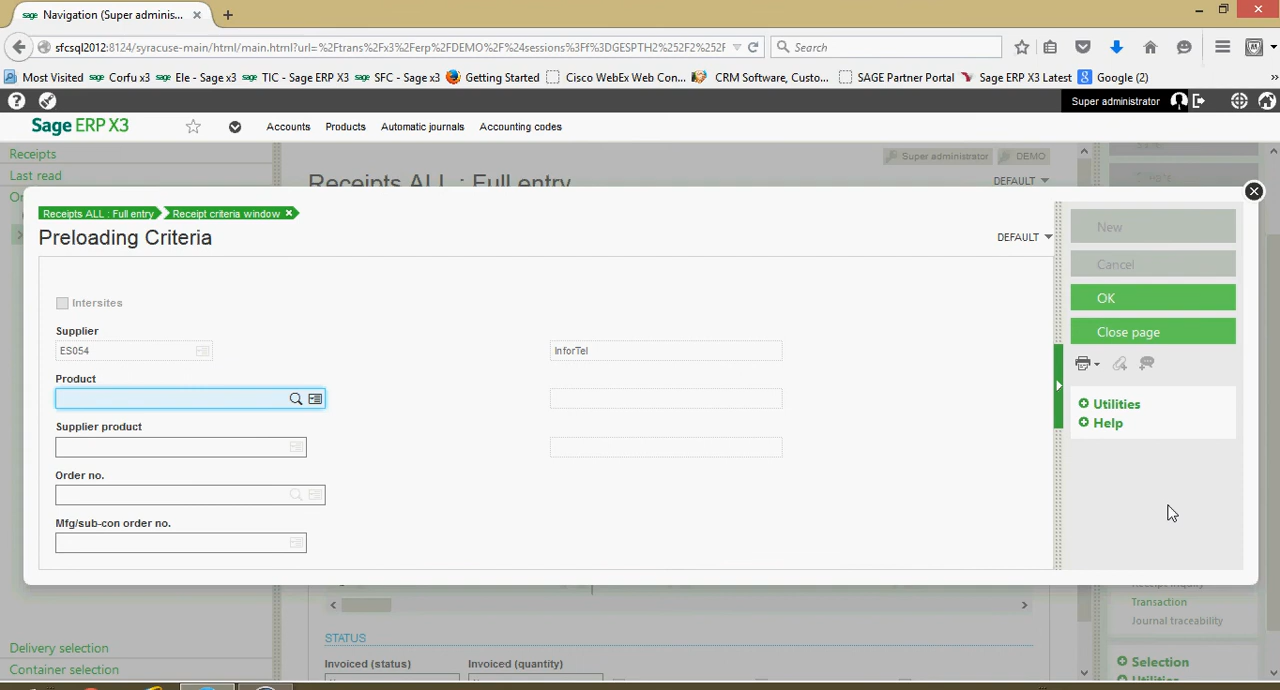 sage Navigation (Super adminis... × +
sfcsql2012:8124/syracuse-main/html/main.html?url=%2Ftrans%2Fx3%2Ferp%2FDEMO%2F%24sessions%3Ff%3DGESPTH2%252F2%252F Search
Most Visited sage Corfu x3 sage Ele - Sage x3 sage TIC - Sage ERP X3 sage SFC - Sage x3 Getting Started Cisco WebEx Web Con... CRM Software, Custo... SAGE Partner Portal Sage ERP X3 Latest Google (2) »
Super administrator
Sage ERP X3 Accounts Products Automatic journals Accounting codes
Receipts
Super administrator DEMO
Last read
Receipts ALL : Full entry
DEFAULT
Receipts ALL : Full entry Receipt criteria window ×
Preloading Criteria
DEFAULT
New
Cancel
OK
Close page
Utilities
Help
Intersites
Supplier
ES054 InforTel
Product
Supplier product
Order no.
Mfg/sub-con order no.
Transaction
Journal traceability
STATUS
Delivery selection
Invoiced (status) Invoiced (quantity)
Selection
Container selection